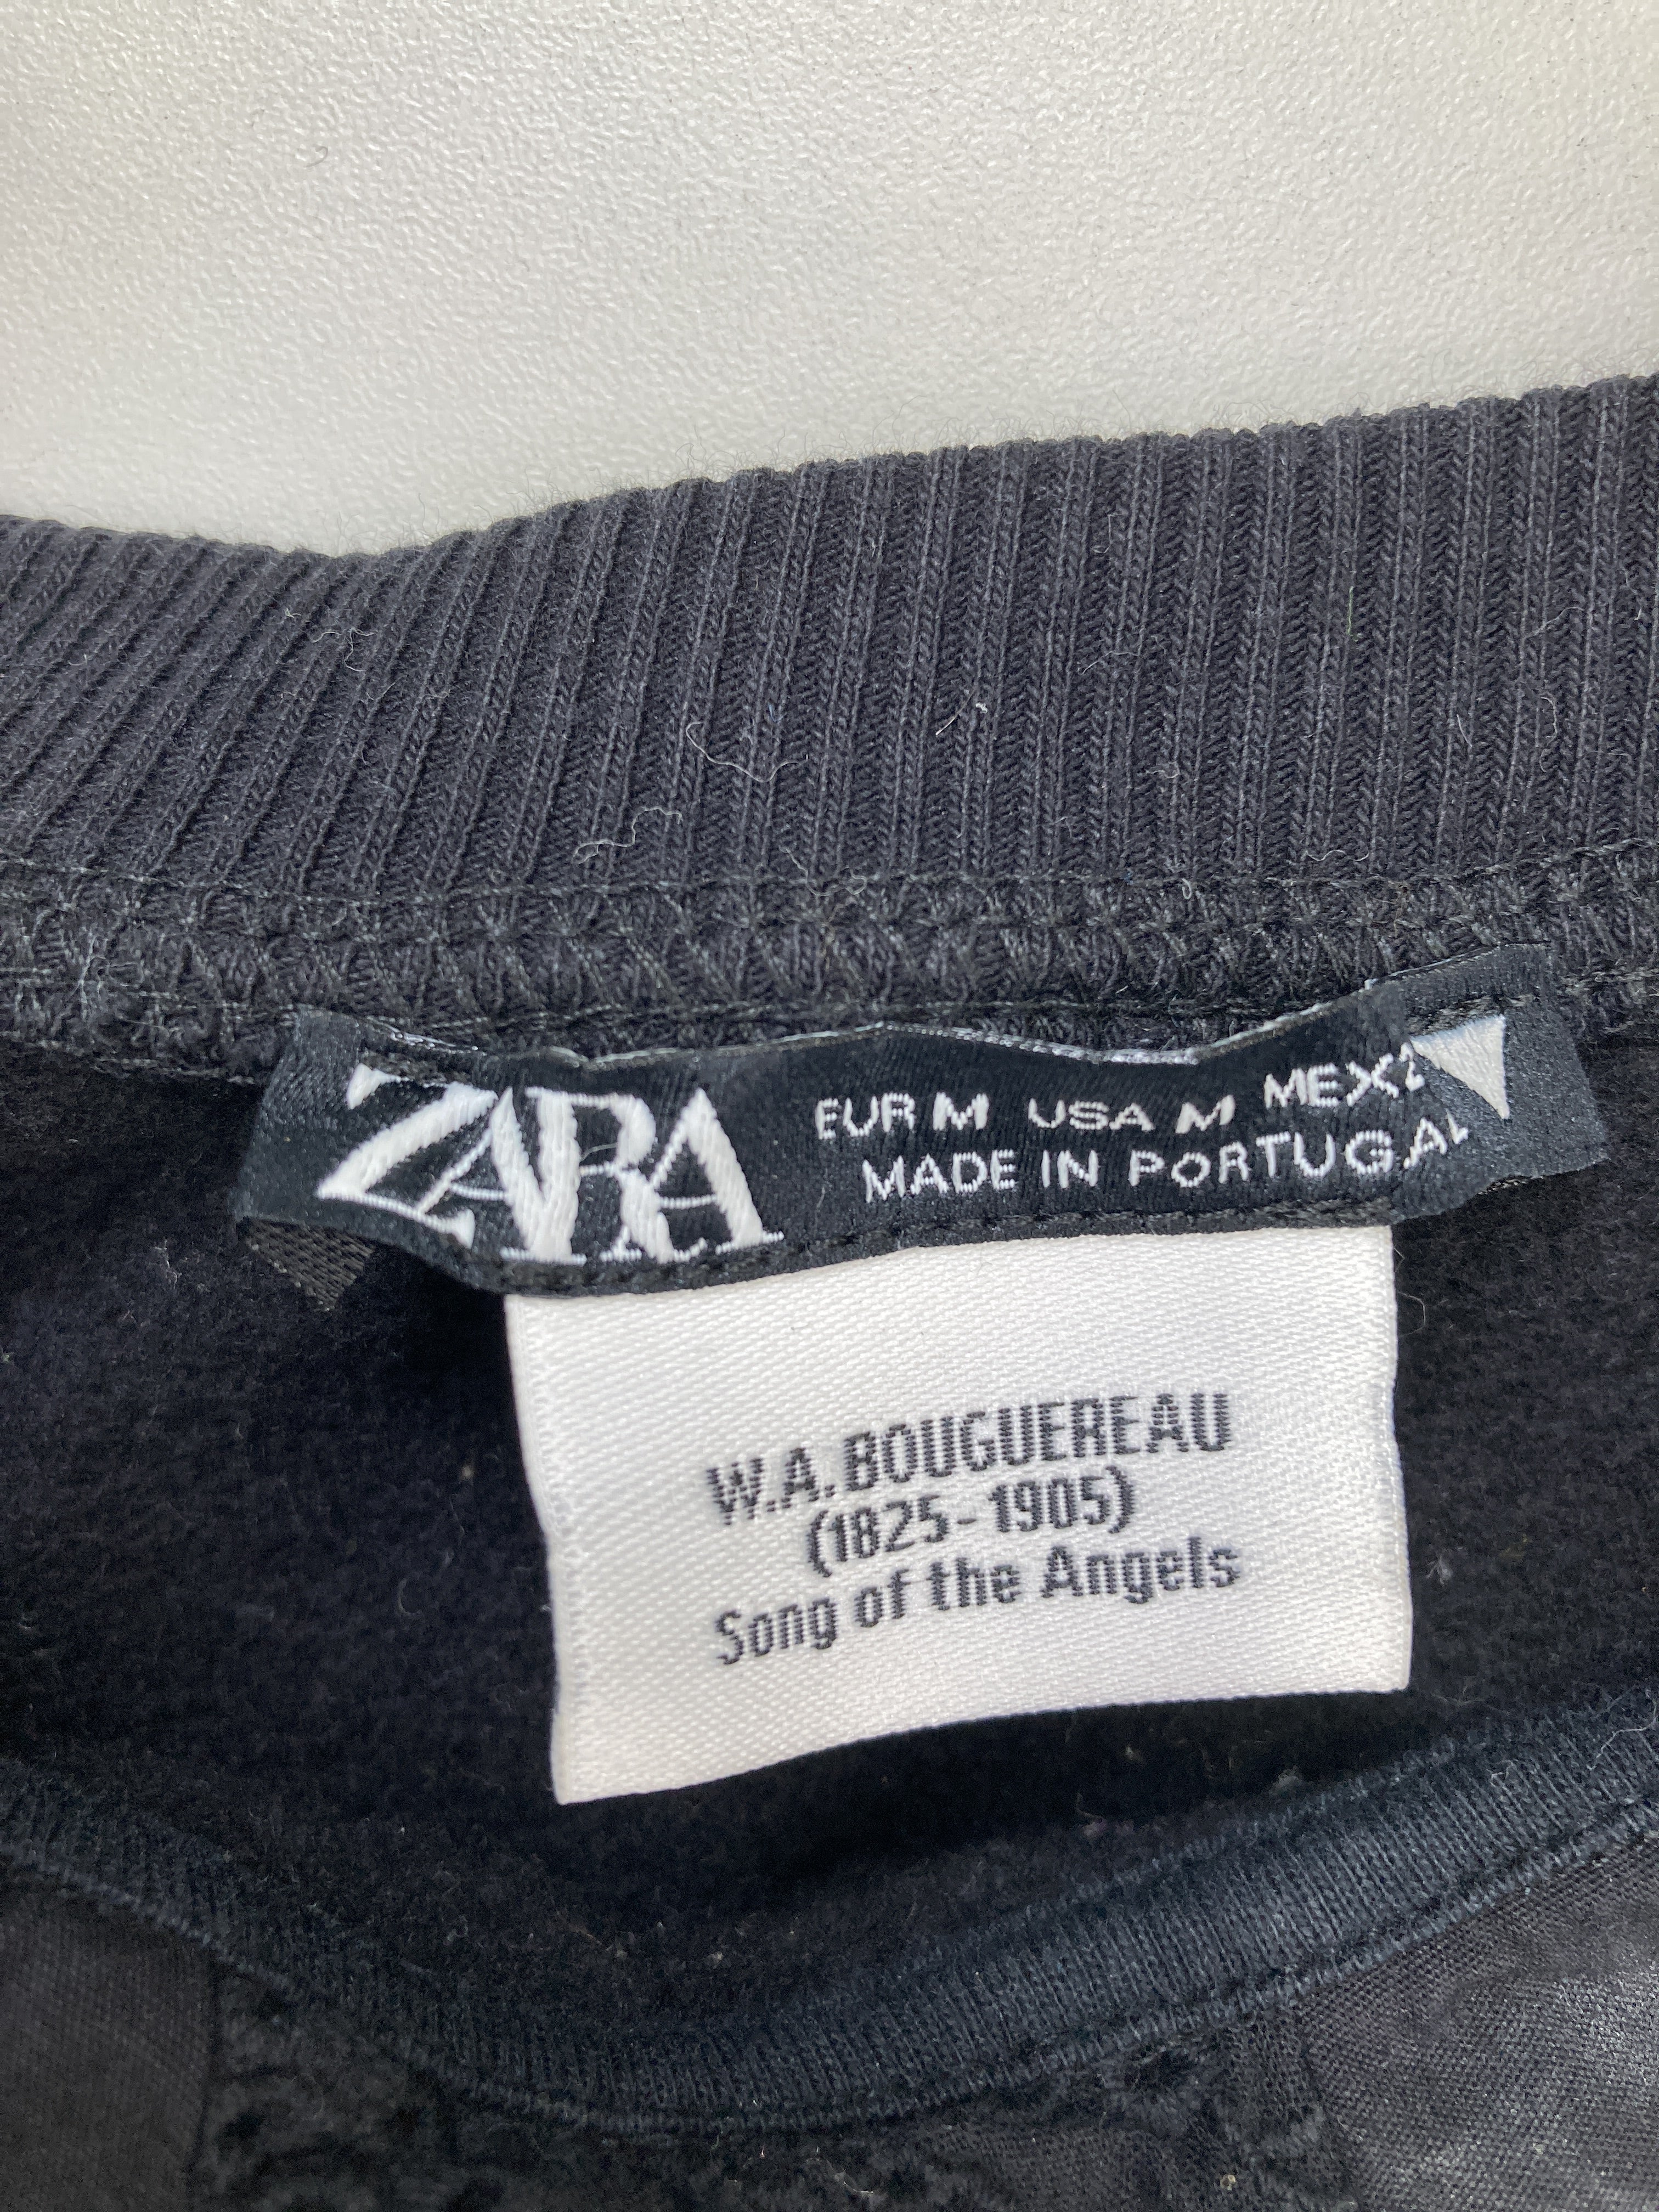 ZARA
EUR M USA M MEX
MADE IN PORTUGAL
W.A.BOUGUEREAU
(1825-1905)
Song of the Angels